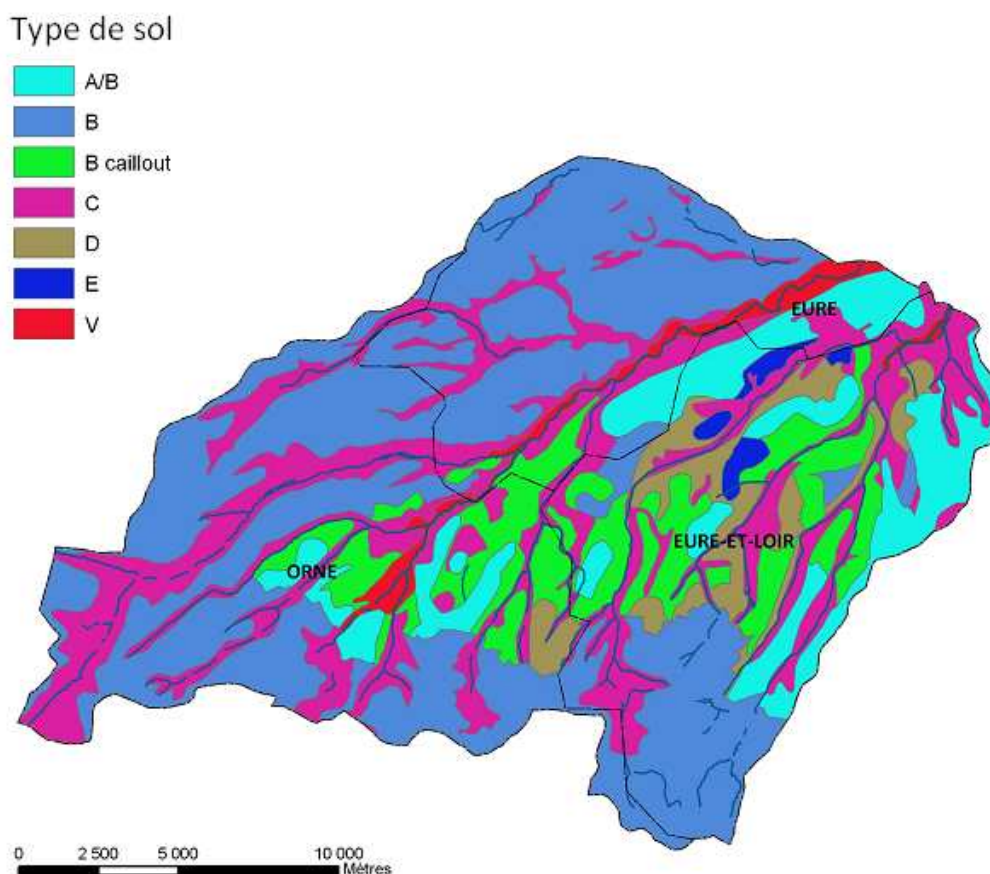 Type de sol
A/B
B
B caillout
C
D
E
V
EURE
EURE-ET-LOIR
ORNE
0 2 500 5 000 10 000
Mètres